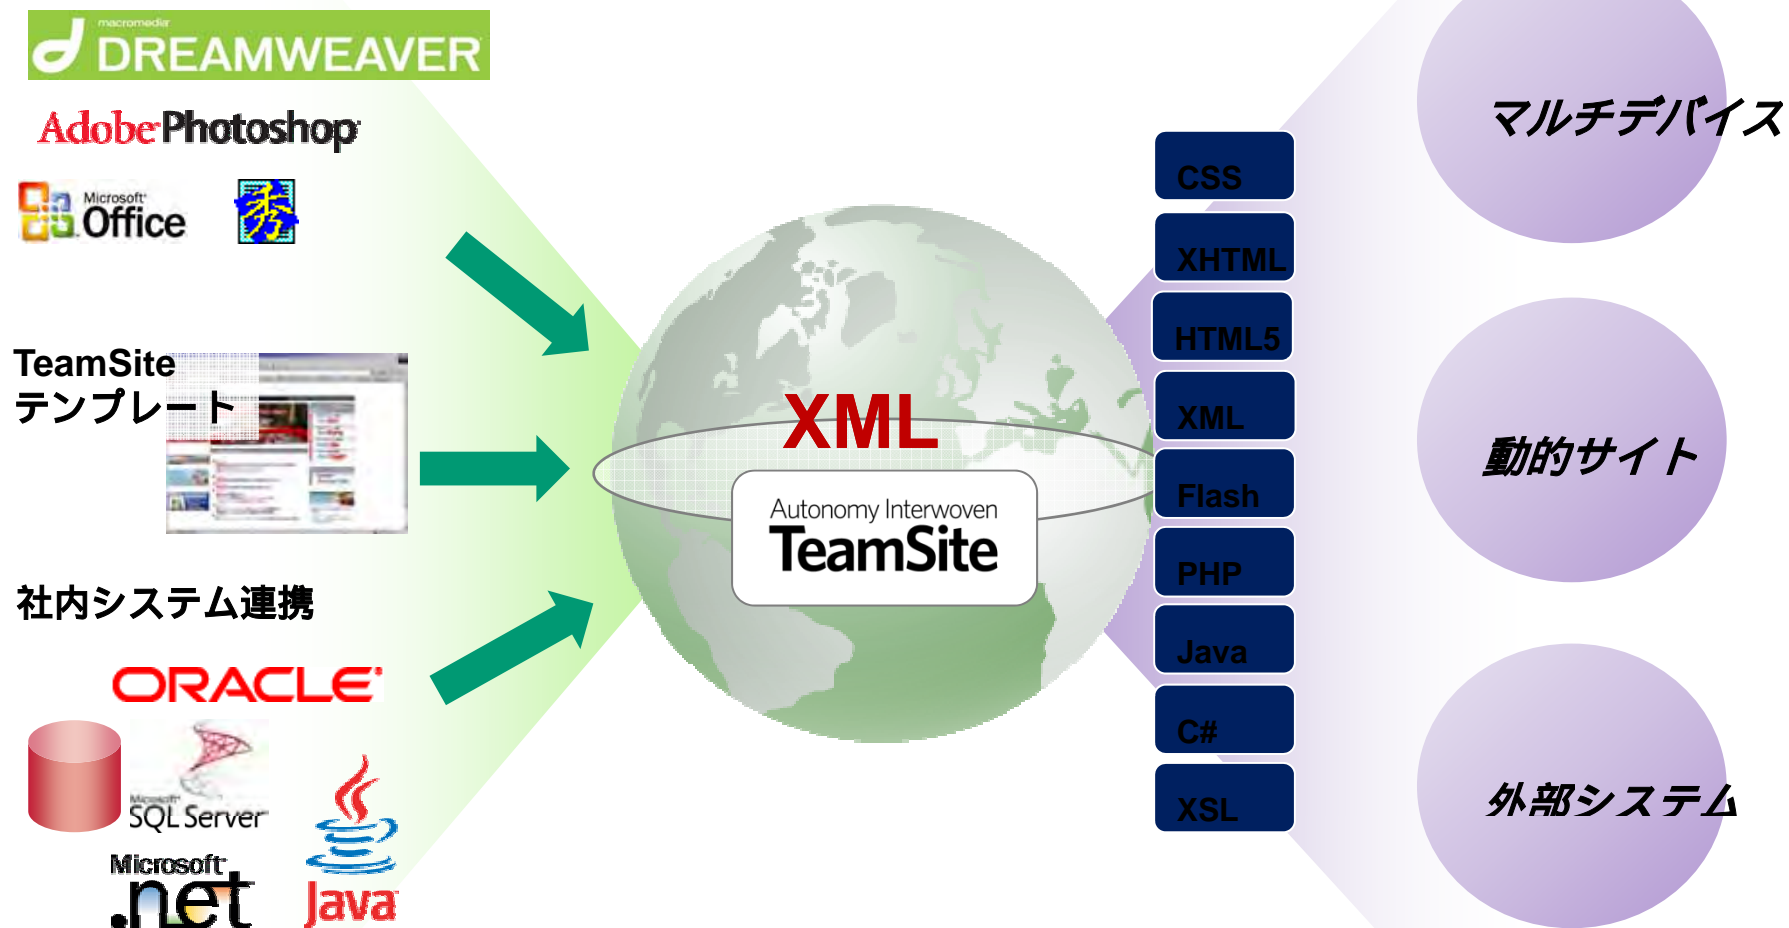 macromedia
DREAMWEAVER
Adobe Photoshop
Microsoft
Office
秀
TeamSite
テンプレート
社内システム連携
ORACLE
Microsoft
SQL Server
Microsoft
.net
Java
XML
Autonomy Interwoven
TeamSite
CSS
XHTML
HTML5
XML
Flash
PHP
Java
C#
XSL
マルチデバイス
動的サイト
外部システム